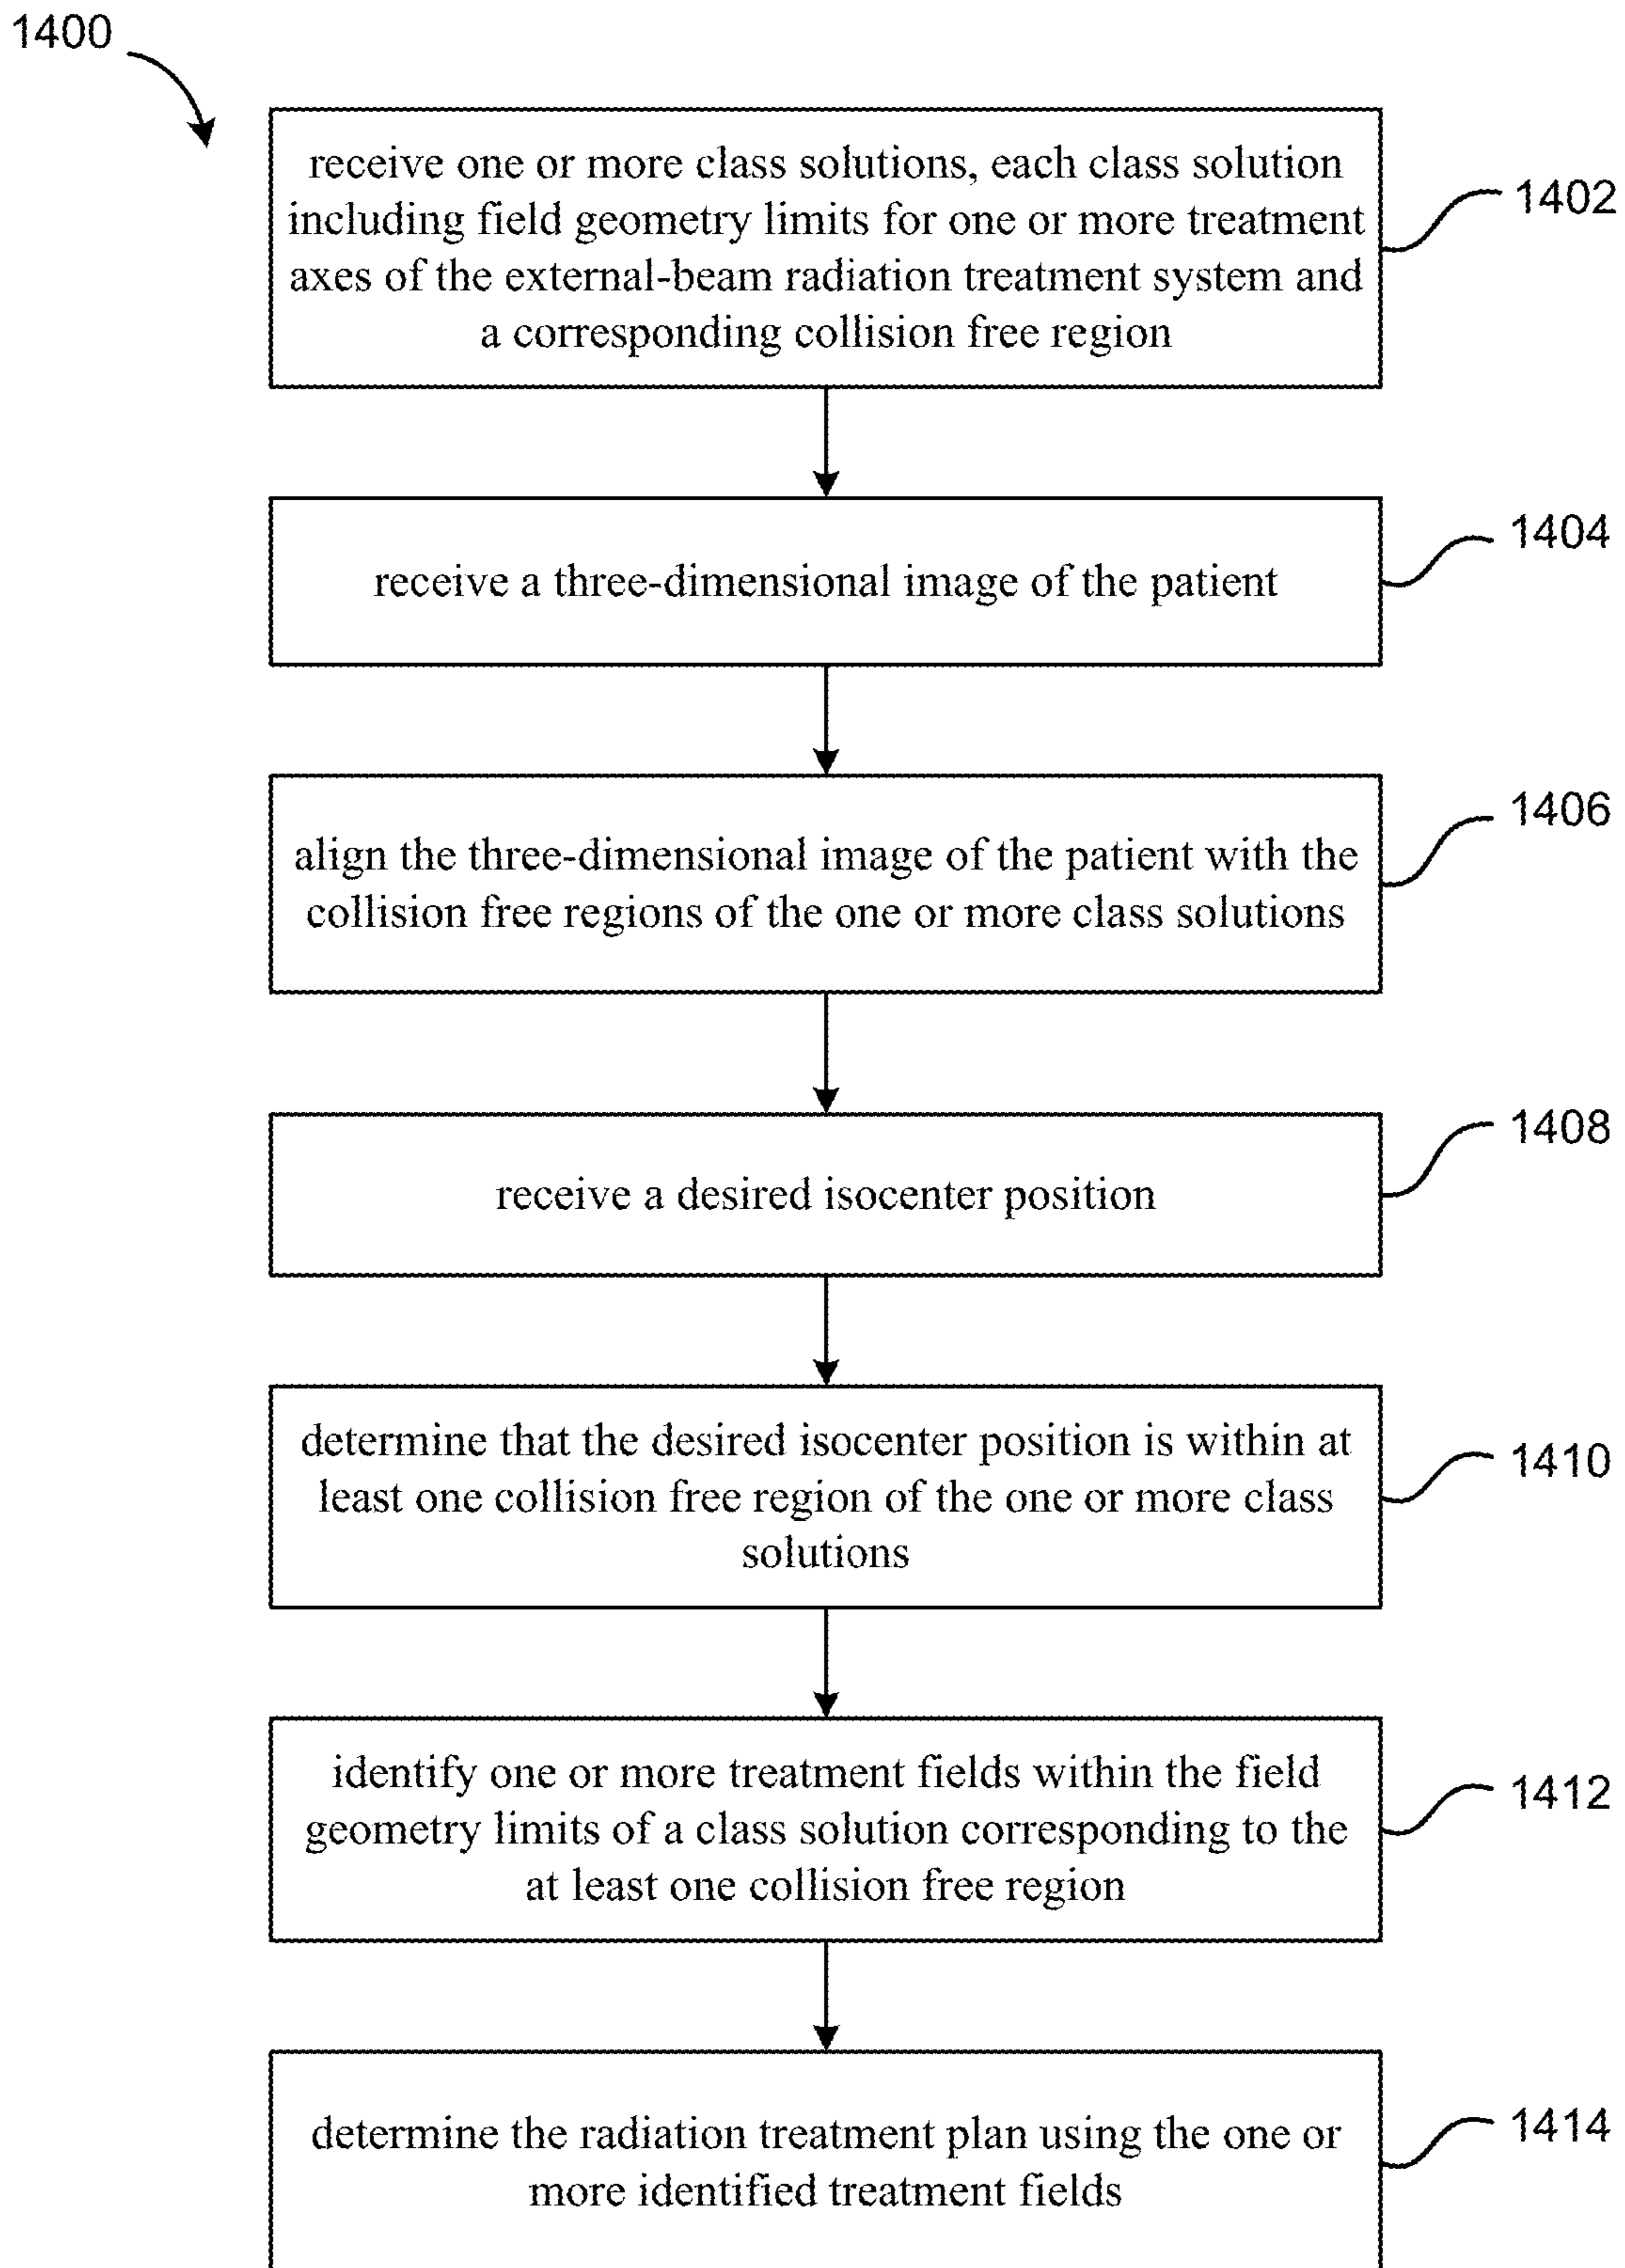 1400
receive one or more class solutions, each class solution
including field geometry limits for one or more treatment
axes of the external-beam radiation treatment system and
a corresponding collision free region
1402
receive a three-dimensional image of the patient
1404
align the three-dimensional image of the patient with the
collision free regions of the one or more class solutions
1406
receive a desired isocenter position
1408
determine that the desired isocenter position is within at
least one collision free region of the one or more class
solutions
1410
identify one or more treatment fields within the field
geometry limits of a class solution corresponding to the
at least one collision free region
1412
determine the radiation treatment plan using the one or
more identified treatment fields
1414